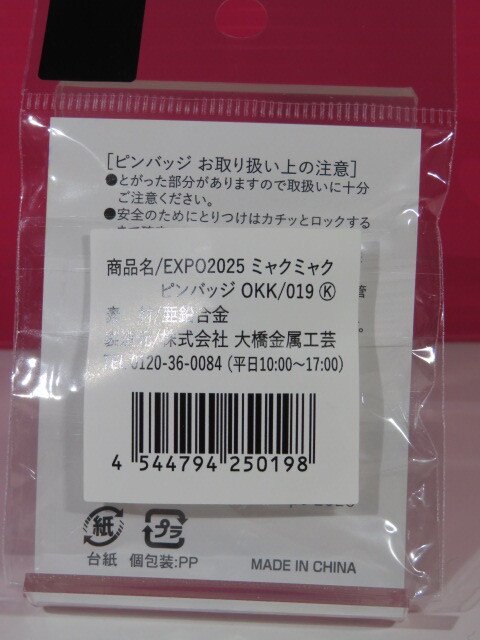 [ピンバッジ お取り扱い上の注意]
●とがった部分がありますので取扱いに十分
ご注意ください。
●安全のためにとりつけはカチッとロックする
商品名/EXPO2025 ミャクミャク
ピンバッジ OKK/019 Ⓚ
管
素 材/亜鉛合金
/株式会社 大橋金属工芸
TEL 0120-36-0084 (平日10:00〜17:00)
4 544794 250198
紙
プラ
台紙 個包装:PP
MADE IN CHINA